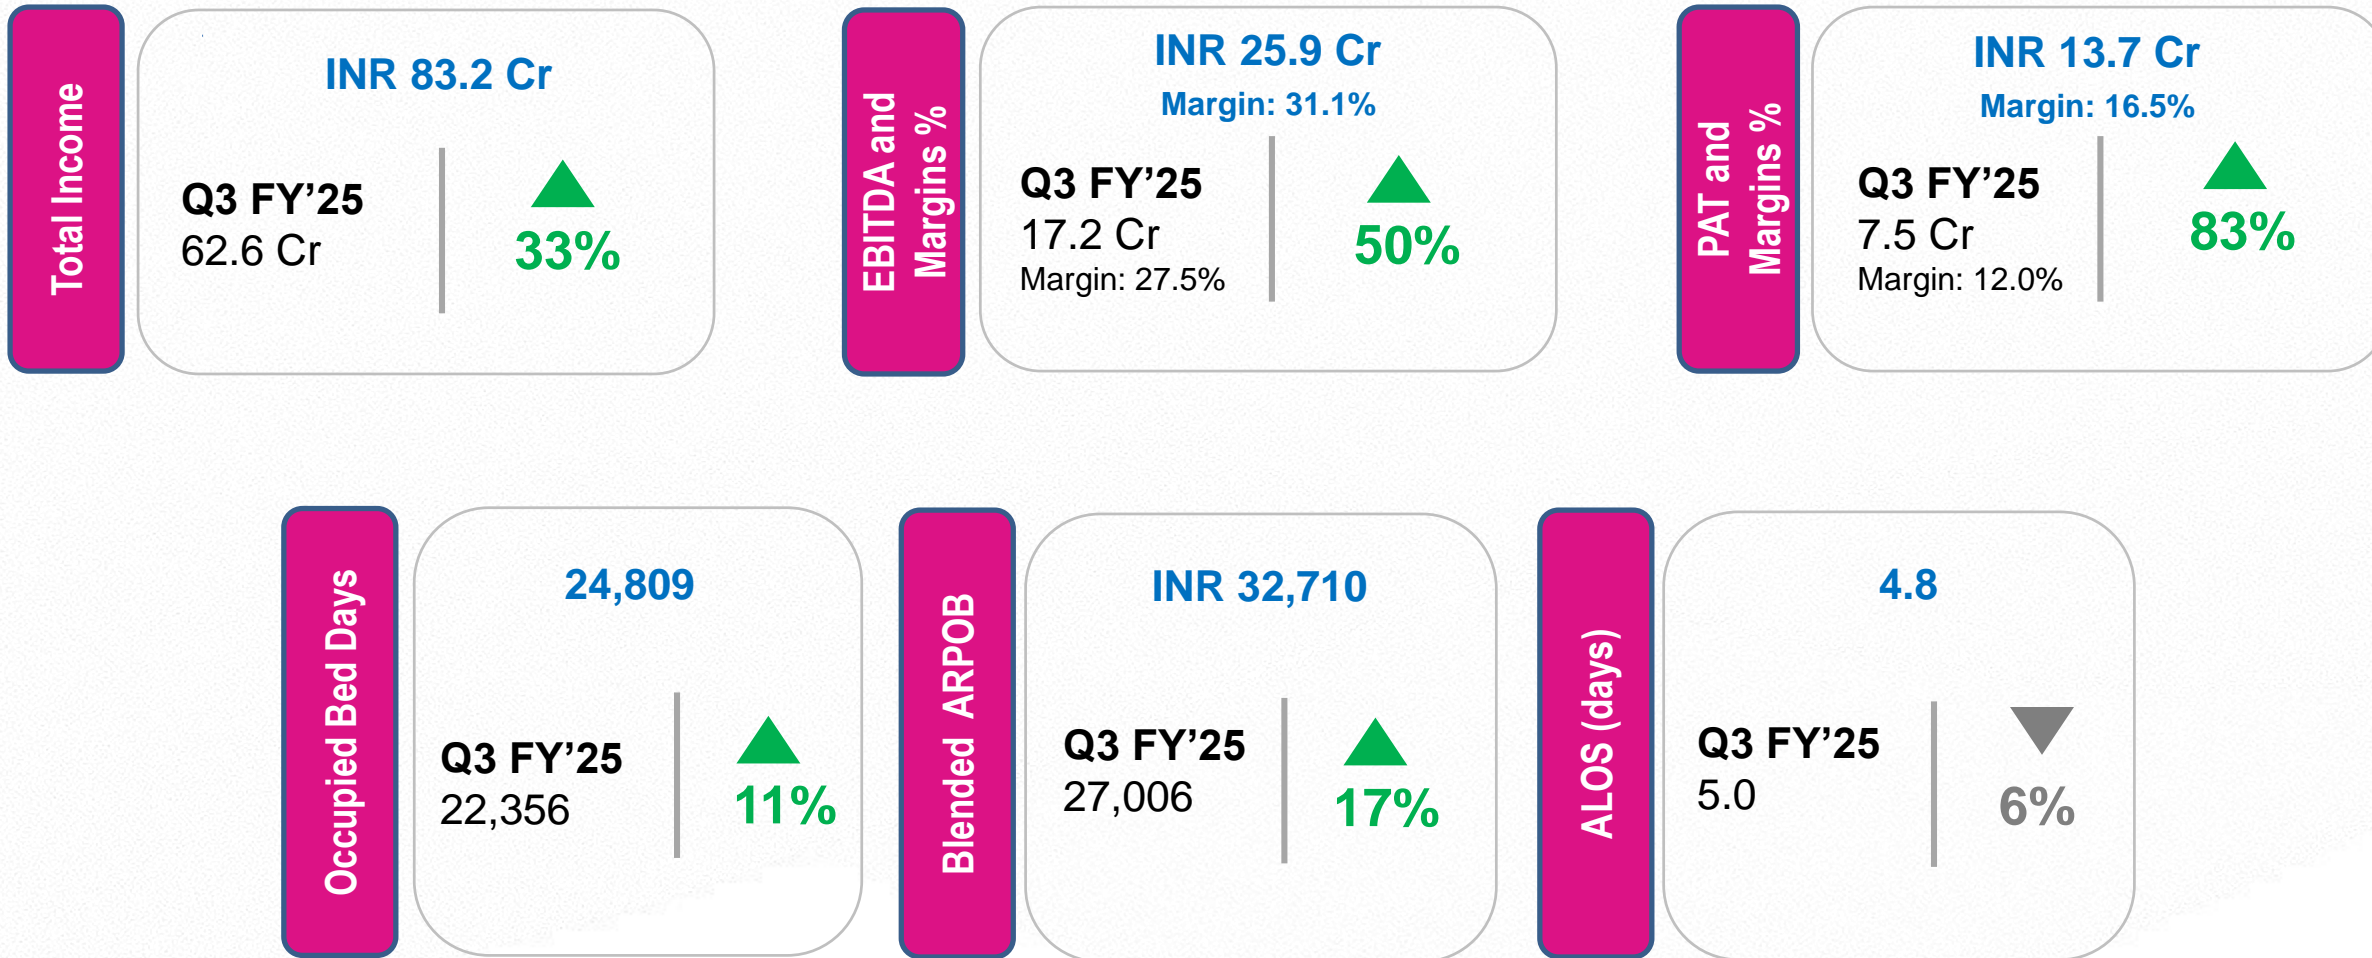 Total Income
INR 83.2 Cr
Q3 FY’25
62.6 Cr
33%
EBITDA and
Margins %
INR 25.9 Cr
Margin: 31.1%
Q3 FY’25
17.2 Cr
Margin: 27.5%
50%
PAT and
Margins %
INR 13.7 Cr
Margin: 16.5%
Q3 FY’25
7.5 Cr
Margin: 12.0%
83%
Occupied Bed Days
24,809
Q3 FY’25
22,356
11%
Blended ARPOB
INR 32,710
Q3 FY’25
27,006
17%
ALOS (days)
4.8
Q3 FY’25
5.0
6%